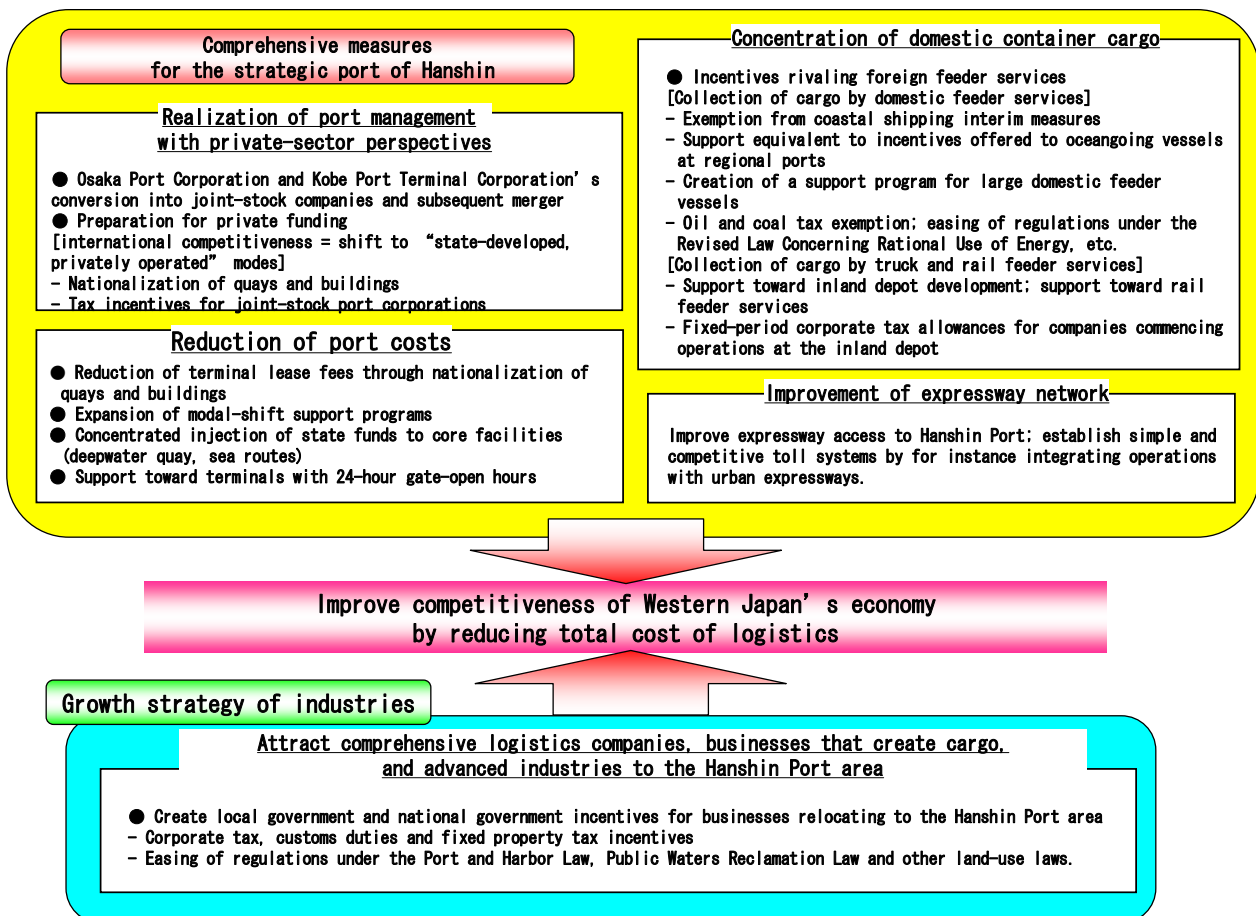 Comprehensive measures
for the strategic port of Hanshin
Realization of port management
with private-sector perspectives
● Osaka Port Corporation and Kobe Port Terminal Corporation's
conversion into joint-stock companies and subsequent merger
● Preparation for private funding
[international competitiveness = shift to “state-developed,
privately operated” modes]
- Nationalization of quays and buildings
- Tax incentives for joint-stock port corporations
Reduction of port costs
● Reduction of terminal lease fees through nationalization of
quays and buildings
● Expansion of modal-shift support programs
● Concentrated injection of state funds to core facilities
(deepwater quay, sea routes)
● Support toward terminals with 24-hour gate-open hours
Concentration of domestic container cargo
● Incentives rivaling foreign feeder services
[Collection of cargo by domestic feeder services]
- Exemption from coastal shipping interim measures
- Support equivalent to incentives offered to oceangoing vessels
at regional ports
- Creation of a support program for large domestic feeder
vessels
- Oil and coal tax exemption; easing of regulations under the
Revised Law Concerning Rational Use of Energy, etc.
[Collection of cargo by truck and rail feeder services]
- Support toward inland depot development; support toward rail
feeder services
- Fixed-period corporate tax allowances for companies commencing
operations at the inland depot
Improvement of expressway network
Improve expressway access to Hanshin Port; establish simple and
competitive toll systems by for instance integrating operations
with urban expressways.
Improve competitiveness of Western Japan's economy
by reducing total cost of logistics
Growth strategy of industries
Attract comprehensive logistics companies, businesses that create cargo,
and advanced industries to the Hanshin Port area
● Create local government and national government incentives for businesses relocating to the Hanshin Port area
- Corporate tax, customs duties and fixed property tax incentives
- Easing of regulations under the Port and Harbor Law, Public Waters Reclamation Law and other land-use laws.